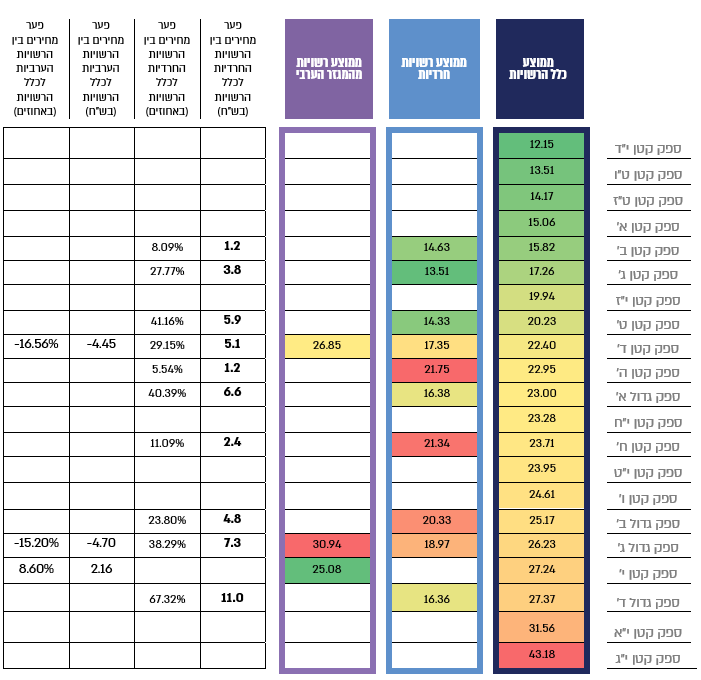 ממוצע
כלל הרשויות
ממוצע רשויות
חרדיות
ממוצע רשויות
מהמגזר הערבי
פער
מחירים בין
הרשויות
החרדיות
לכלל
הרשויות
(בש"ח)
פער
מחירים בין
הרשויות
החרדיות
לכלל
הרשויות
(באחוזים)
פער
מחירים בין
הרשויות
הערביות
לכלל
הרשויות
(בש"ח)
פער
מחירים בין
הרשויות
הערביות
לכלל
הרשויות
(באחוזים)
ספק קטן י"ד 12.15
ספק קטן ט"ו 13.51
ספק קטן ט"ז 14.17
ספק קטן א' 15.06
ספק קטן ב' 15.82 14.63 1.2 8.09%
ספק קטן ג' 17.26 13.51 3.8 27.77%
ספק קטן י"ז 19.94
ספק קטן ט' 20.23 14.33 5.9 41.16%
ספק קטן ד' 22.40 17.35 26.85 5.1 29.15% -4.45 -16.56%
ספק קטן ה' 22.95 21.75 1.2 5.54%
ספק גדול א' 23.00 16.38 6.6 40.39%
ספק קטן י"ח 23.28
ספק קטן ח' 23.71 21.34 2.4 11.09%
ספק קטן י"ט 23.95
ספק קטן ו' 24.61
ספק גדול ב' 25.17 20.33 4.8 23.80%
ספק גדול ג' 26.23 18.97 30.94 7.3 38.29% -4.70 -15.20%
ספק קטן י' 27.24 25.08 2.16 8.60%
ספק גדול ד' 27.37 16.36 11.0 67.32%
ספק קטן י"א 31.56
ספק קטן י"ג 43.18